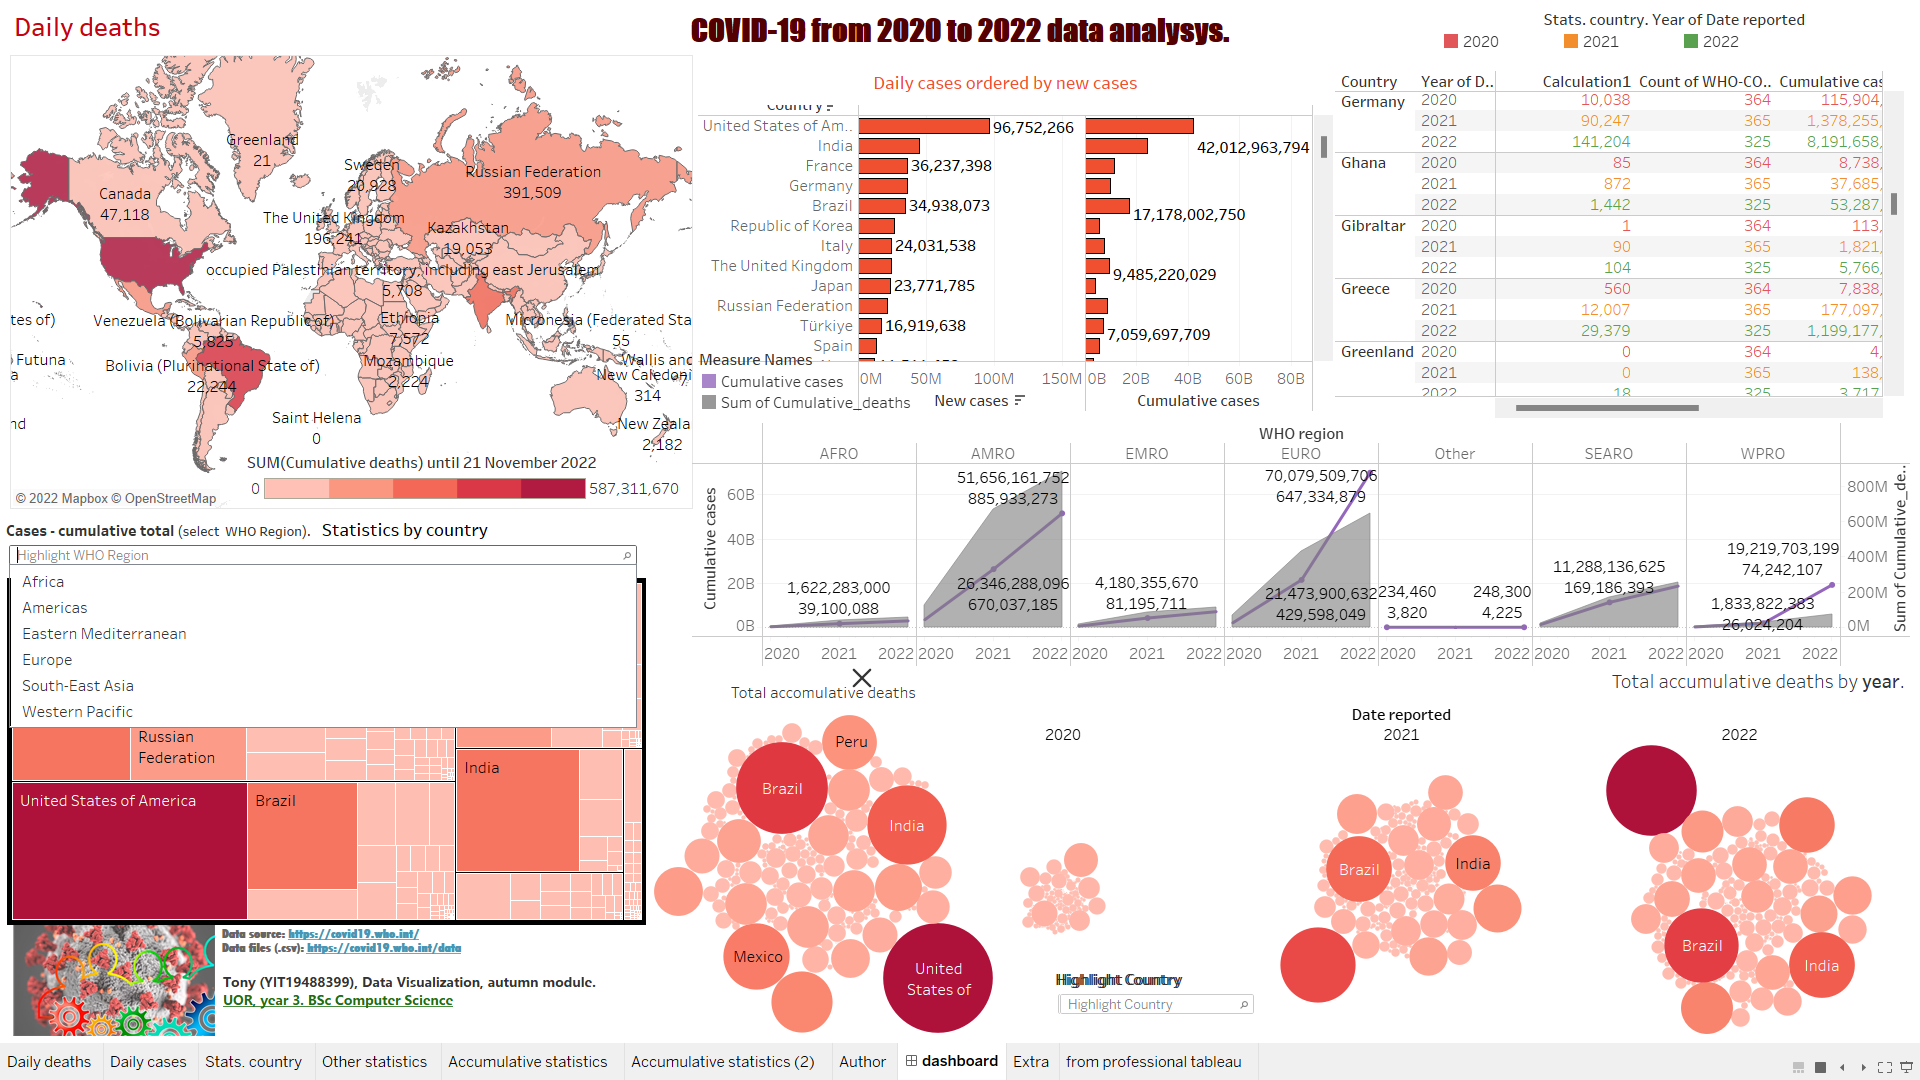 Daily deaths
COVID-19 from 2020 to 2022 data analysys.
Stats. country. Year of Date reported
2020
2021
2022
Greenland
21
Canada
47,118
Sweden
20,928
Russian Federation
391,509
The United Kingdom
196,241
Kazakhstan
19,053
occupied Palestinian territory, including east Jerusalem
5,708
tes of)
Venezuela (Bolivarian Republic of)
5,825
Ethiopia
7,572
Micronesia (Federated Sta
55
Futuna
a
Bolivia (Plurinational State of)
22,244
Mozambique
2,224
Wallis and
New Caledoni
314
nd
Saint Helena
0
New Zeala
2,182
SUM(Cumulative deaths) until 21 November 2022
0
587,311,670
© 2022 Mapbox © OpenStreetMap
Daily cases ordered by new cases
Country
United States of Am.. 96,752,266
India 42,012,963,794
France 36,237,398
Germany
Brazil 34,938,073 17,178,002,750
Republic of Korea
Italy 24,031,538
The United Kingdom 9,485,220,029
Japan 23,771,785
Russian Federation
Türkiye 16,919,638 7,059,697,709
Spain
0M 50M 100M 150M 0B 20B 40B 60B 80B
New cases Cumulative cases
Measure Names
Cumulative cases
Sum of Cumulative_deaths
Country Year of D.. Calculation1 Count of WHO-CO.. Cumulative cas
Germany 2020 10,038 364 115,904,
2021 90,247 365 1,378,255,
2022 141,204 325 8,191,658,
Ghana 2020 85 364 8,738,
2021 872 365 37,685,
2022 1,442 325 53,287,
Gibraltar 2020 1 364 113,
2021 90 365 1,821,
2022 104 325 5,766,
Greece 2020 560 364 7,838,
2021 12,007 365 177,097,
2022 29,379 325 1,199,177,
Greenland 2020 0 364 4,
2021 0 365 138,
2022 18 325 3,717,
WHO region
AFRO AMRO EMRO EURO Other SEARO WPRO
Cumulative cases
60B
40B
20B
0B
1,622,283,000
39,100,088
51,656,161,752
885,933,273
26,346,288,096
670,037,185
4,180,355,670
81,195,711
70,079,509,706
647,334,879
21,473,900,632
429,598,049
234,460
3,820
248,300
4,225
11,288,136,625
169,186,393
19,219,703,199
74,242,107
1,833,822,383
26,024,204
800M
600M
400M
200M
0M
Sum of Cumulative_de..
2020 2021 2022 2020 2021 2022 2020 2021 2022 2020 2021 2022 2020 2021 2022 2020 2021 2022 2020 2021 2022
Cases - cumulative total (select WHO Region). Statistics by country
Highlight WHO Region
Africa
Americas
Eastern Mediterranean
Europe
South-East Asia
Western Pacific
Russian
Federation
India
United States of America
Brazil
Total accomulative deaths
Peru
Brazil
India
Mexico
United
States of
Total accumulative deaths by year.
Date reported
2020
2021
2022
Brazil
India
Brazil
India
Highlight Country
Highlight Country
Data source: https://covid19.who.int/
Data files (.csv): https://covid19.who.int/data
Tony (YIT19488399), Data Visualization, autumn module.
UOR, year 3. BSc Computer Science
Daily deaths Daily cases Stats. country Other statistics Accumulative statistics Accumulative statistics (2) Author dashboard Extra from professional tableau